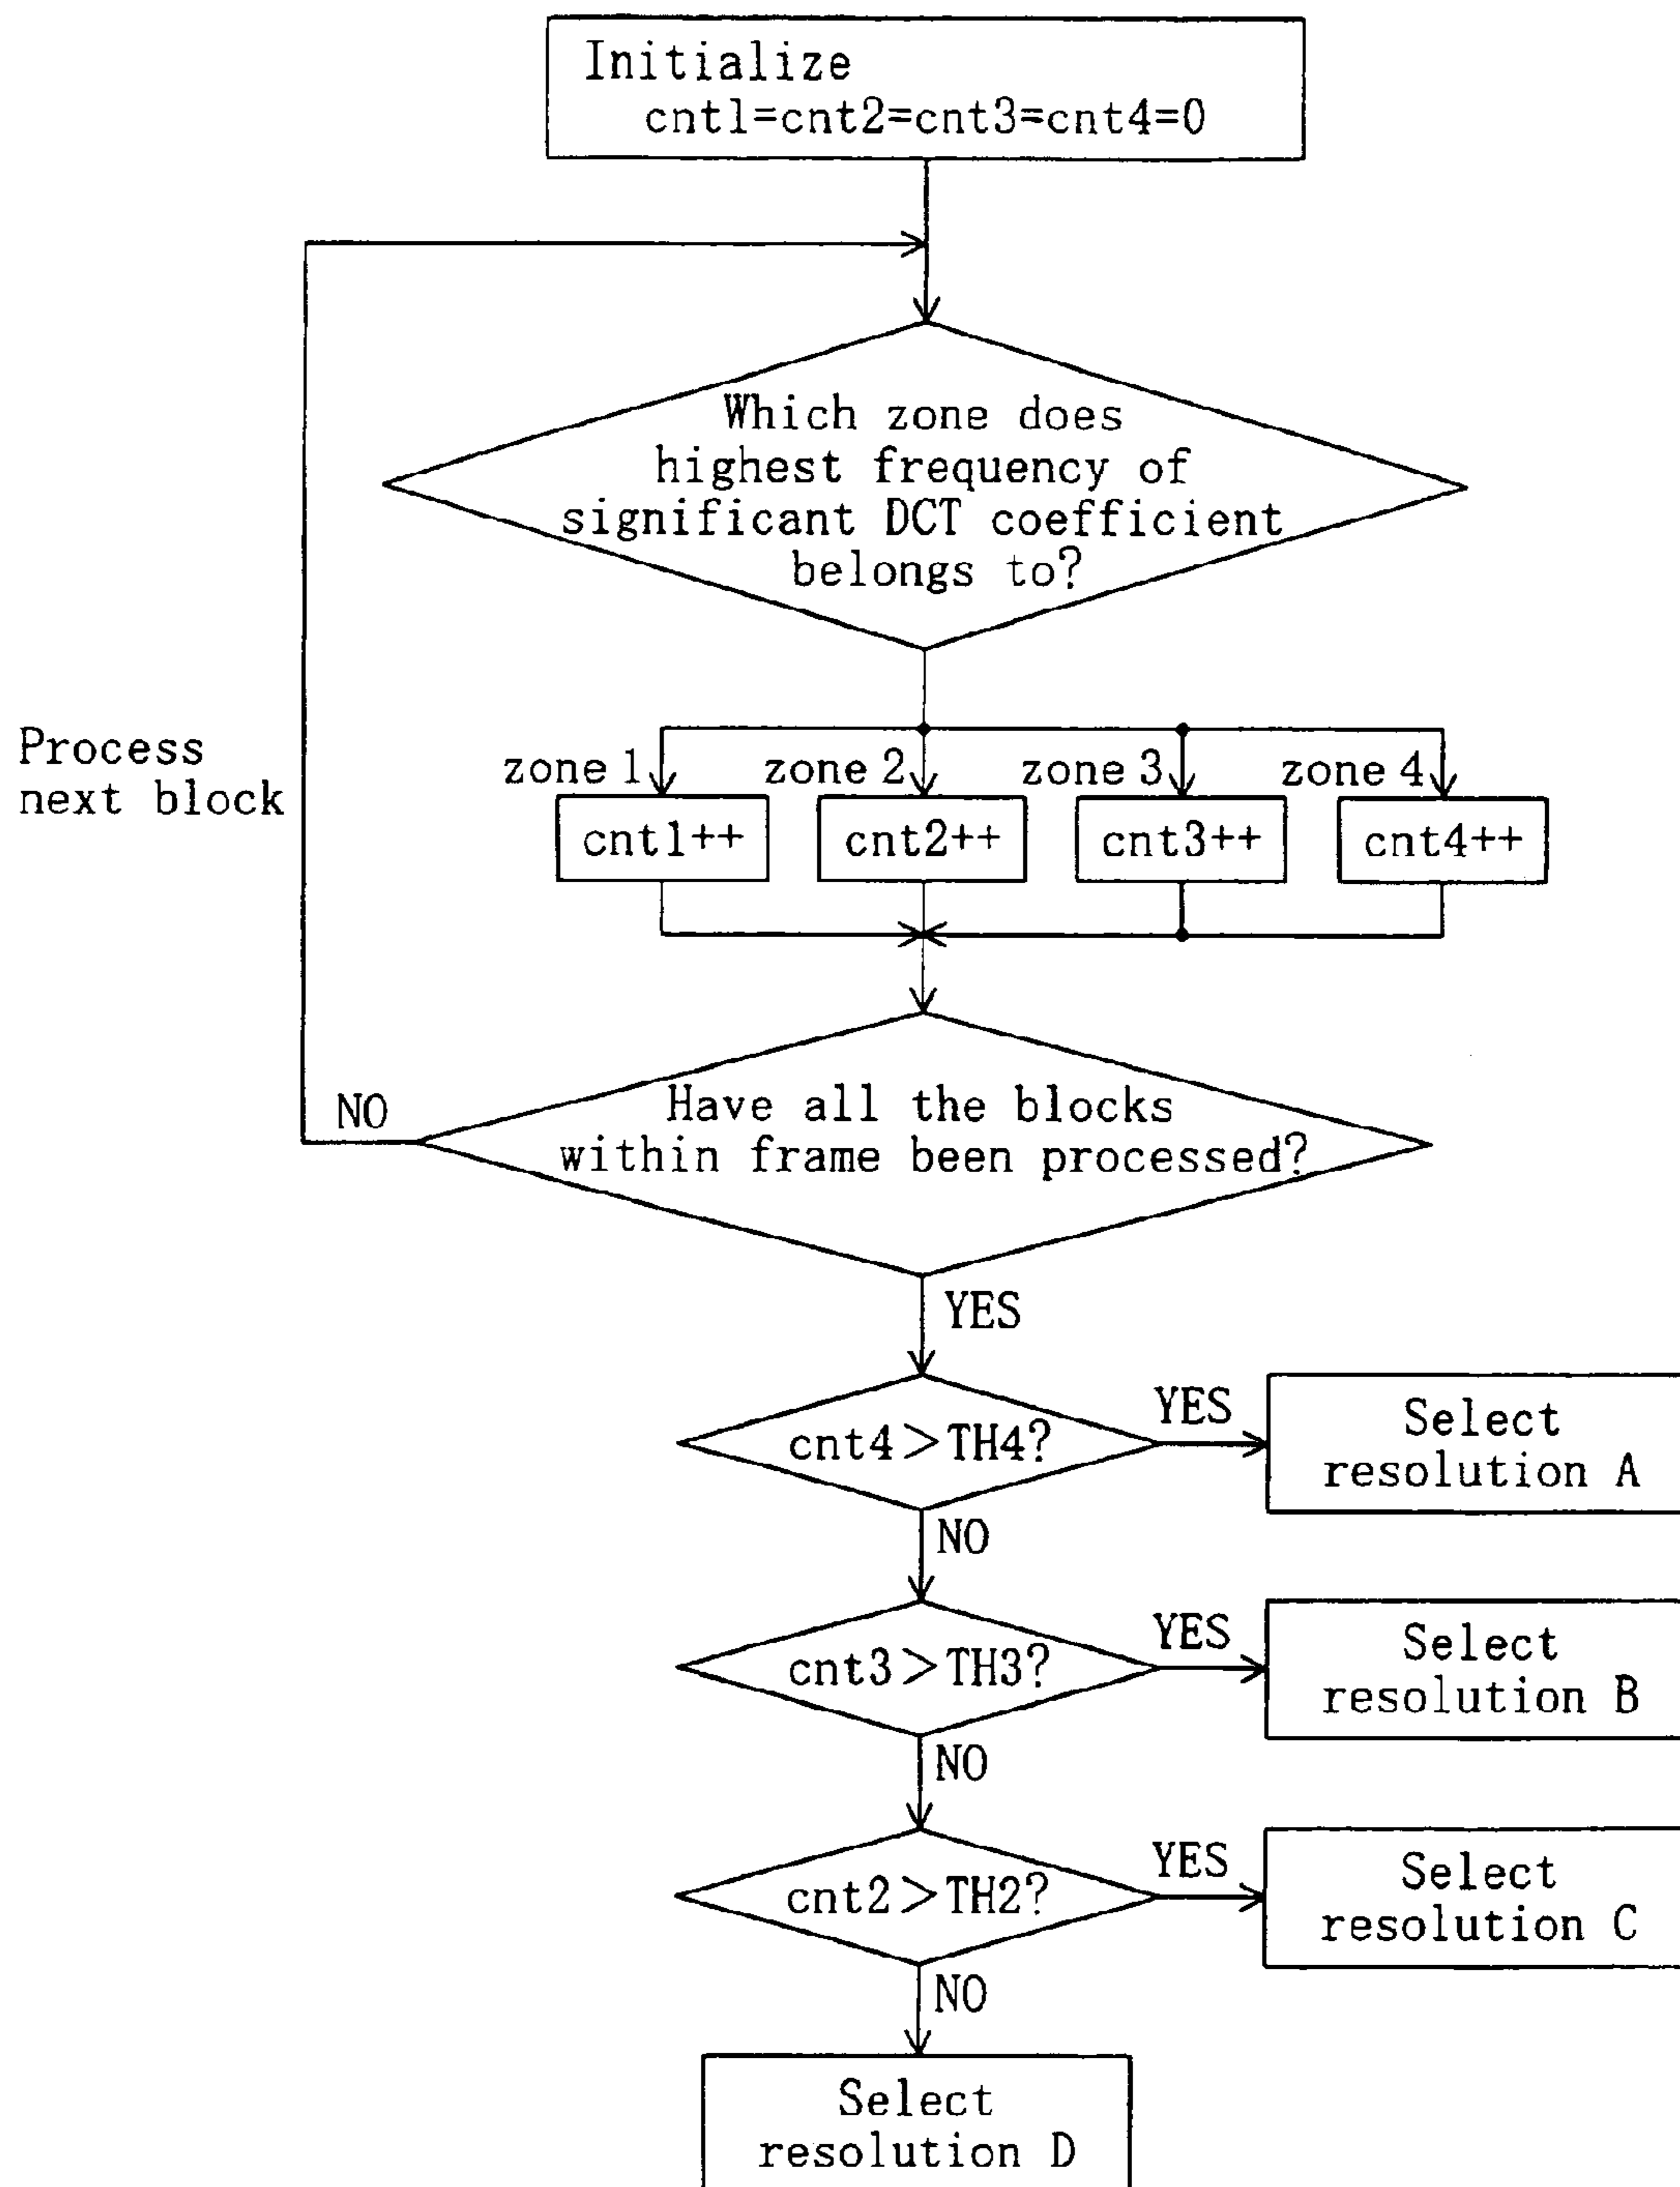 Initialize
cnt1=cnt2=cnt3=cnt4=0
Which zone does
highest frequency of
significant DCT coefficient
belongs to?
Process
next block
zone 1
zone 2
zone 3
zone 4
cnt1++
cnt2++
cnt3++
cnt4++
NO
Have all the blocks
within frame been processed?
YES
cnt4>TH4?
YES
Select
resolution A
NO
cnt3>TH3?
YES
Select
resolution B
NO
cnt2>TH2?
YES
Select
resolution C
NO
Select
resolution D